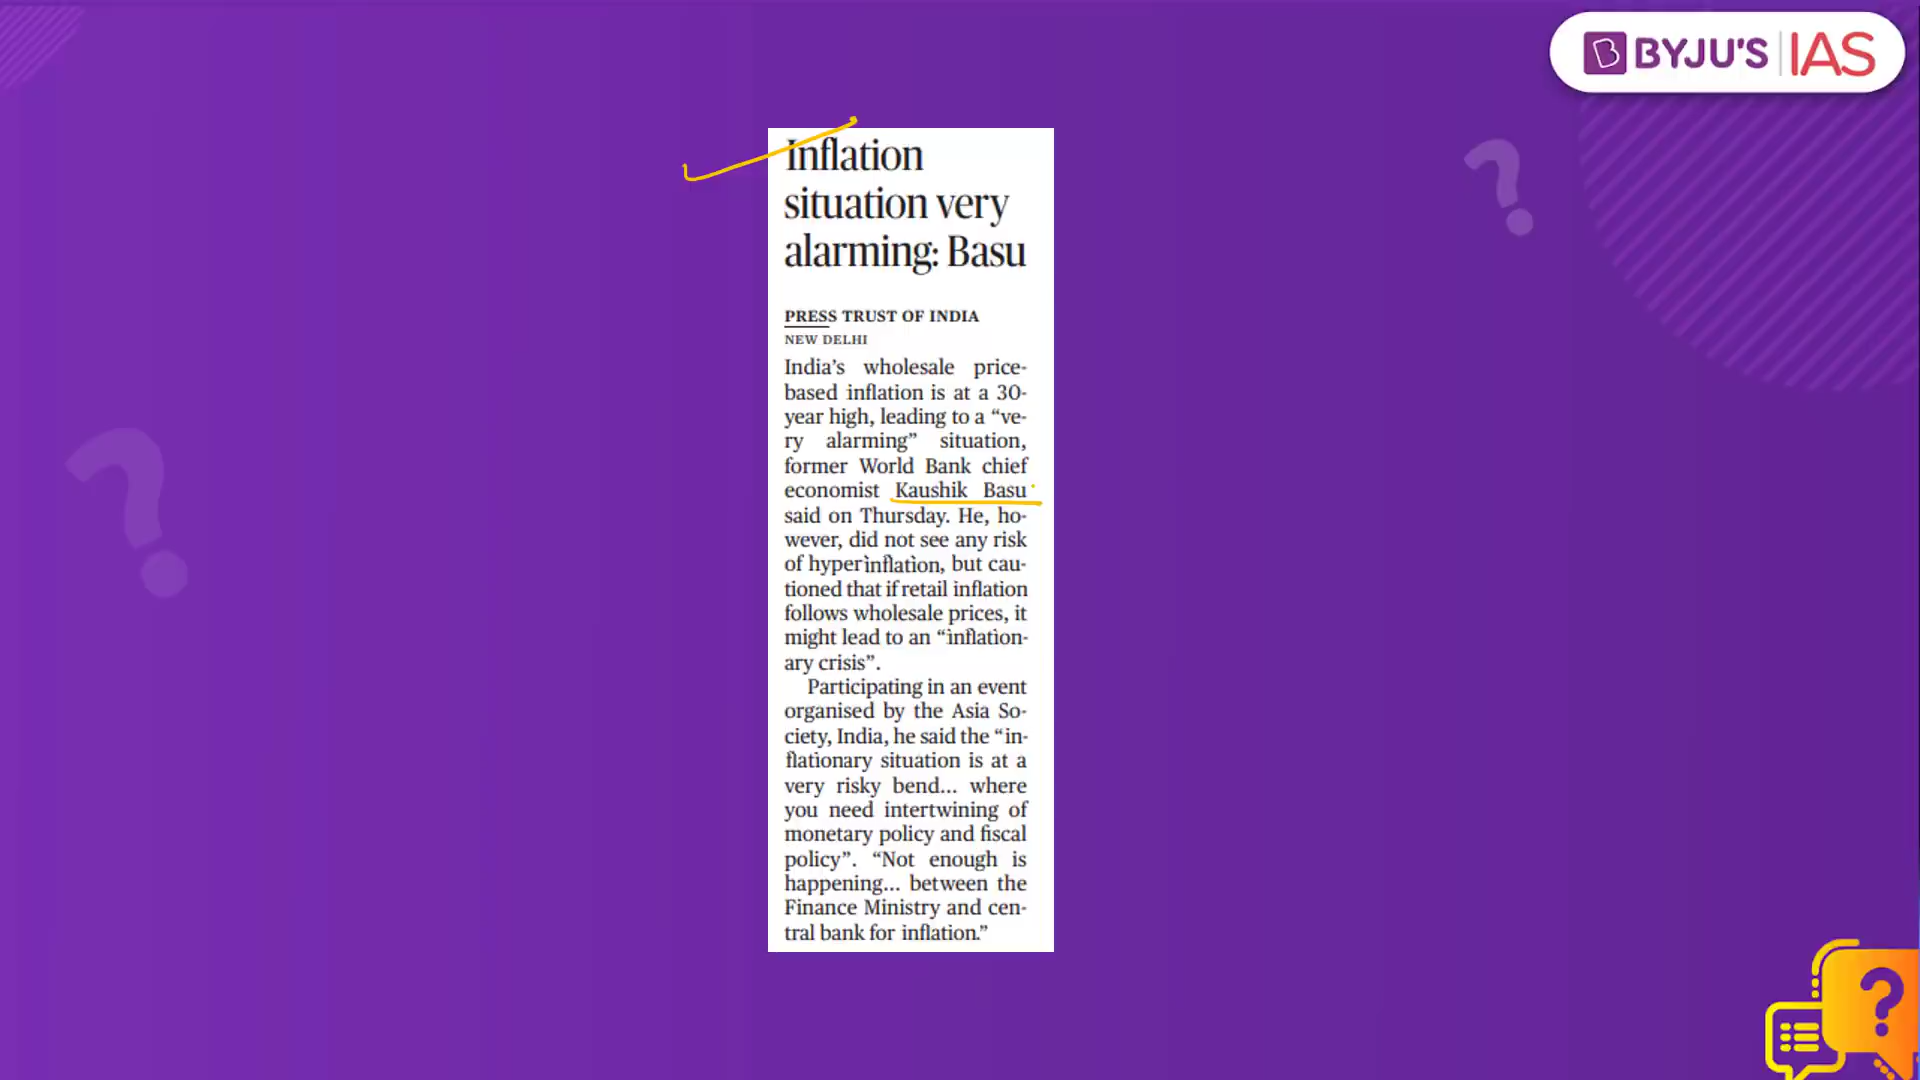 BYJU'S IAS
Inflation
situation very
alarming: Basu
PRESS TRUST OF INDIA
NEW DELHI
India’s wholesale price-
based inflation is at a 30-
year high, leading to a “ve-
ry alarming” situation,
former World Bank chief
economist Kaushik Basu
said on Thursday. He, ho-
wever, did not see any risk
of hyperinflation, but cau-
tioned that if retail inflation
follows wholesale prices, it
might lead to an “inflation-
ary crisis”.
Participating in an event
organised by the Asia So-
ciety, India, he said the “in-
flationary situation is at a
very risky bend... where
you need intertwining of
monetary policy and fiscal
policy”. “Not enough is
happening... between the
Finance Ministry and cen-
tral bank for inflation.”